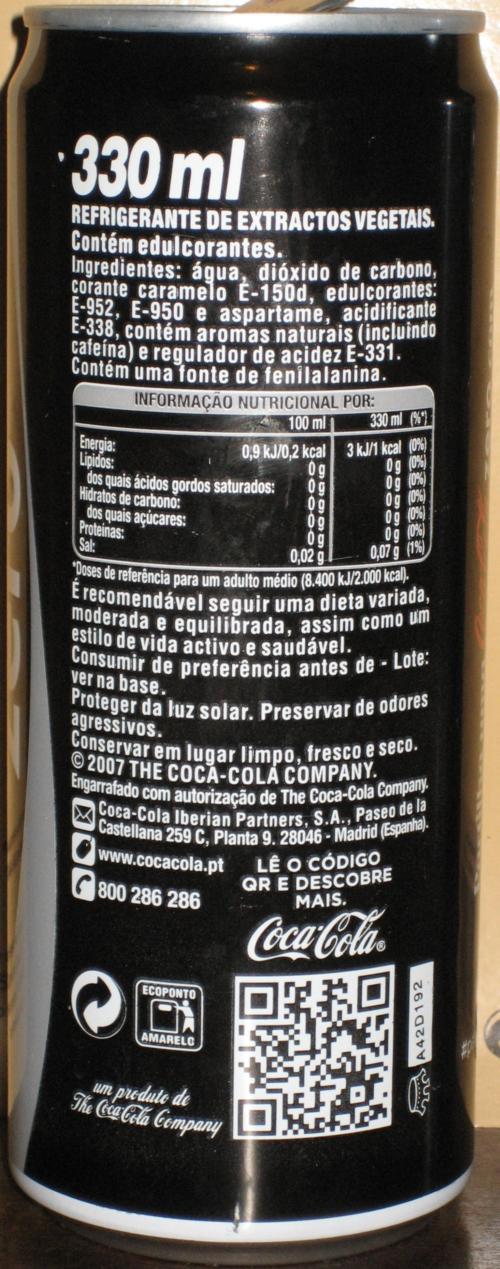 330 ml
REFRIGERANTE DE EXTRACTOS VEGETAIS.
Contém edulcorantes.
Ingredientes: água, dióxido de carbono,
corante caramelo E-150d, edulcorantes:
E-952, E-950 e aspartame, acidificante
E-338, contém aromas naturais (incluindo
cafeína) e regulador de acidez E-331.
Contém uma fonte de fenilalanina.
INFORMAÇÃO NUTRICIONAL POR:
100 ml 330 ml (%*)
Energia: 0,9 kJ/0,2 kcal 3 kJ/1 kcal (0%)
Lípidos: 0 g 0 g (0%)
dos quais ácidos gordos saturados: 0 g 0 g (0%)
Hidratos de carbono: 0 g 0 g (0%)
dos quais açúcares: 0 g 0 g (0%)
Proteínas: 0 g 0 g (0%)
Sal: 0,02 g 0,07 g (1%)
*Doses de referência para um adulto médio (8.400 kJ/2.000 kcal).
É recomendável seguir uma dieta variada,
moderada e equilibrada, assim como um
estilo de vida activo e saudável.
Consumir de preferência antes de - Lote:
ver na base.
Proteger da luz solar. Preservar de odores
agressivos.
Conservar em lugar limpo, fresco e seco.
© 2007 THE COCA-COLA COMPANY.
Engarrafado com autorização de The Coca-Cola Company.
Coca-Cola Iberian Partners, S.A., Paseo de la
Castellana 259 C, Planta 9. 28046 - Madrid (Espanha).
www.cocacola.pt
800 286 286
LÊ O CÓDIGO
QR E DESCOBRE
MAIS.
Coca-Cola®
ECOPONTO
AMARELO
A42D192
um produto de
The Coca-Cola Company